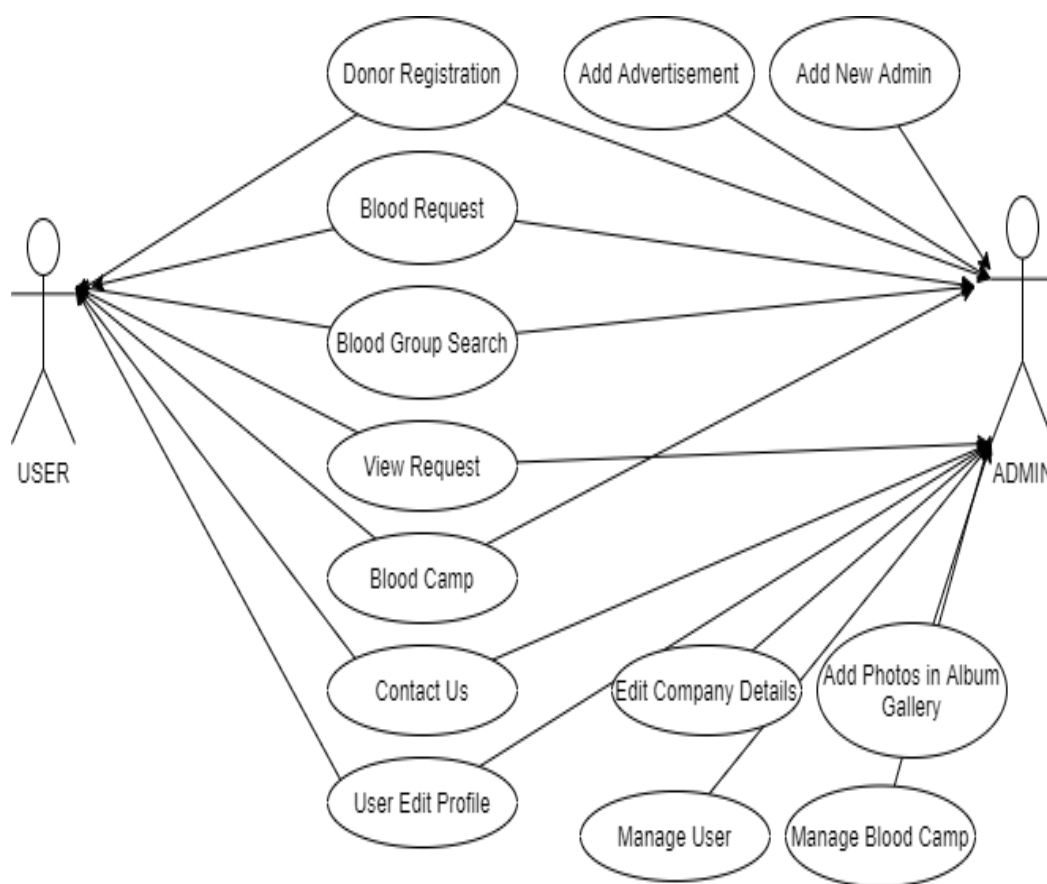 Donor Registration
Add Advertisement
Add New Admin
Blood Request
Blood Group Search
USER
View Request
ADMIN
Blood Camp
Contact Us
Edit Company Details
Add Photos in Album
Gallery
User Edit Profile
Manage User
Manage Blood Camp